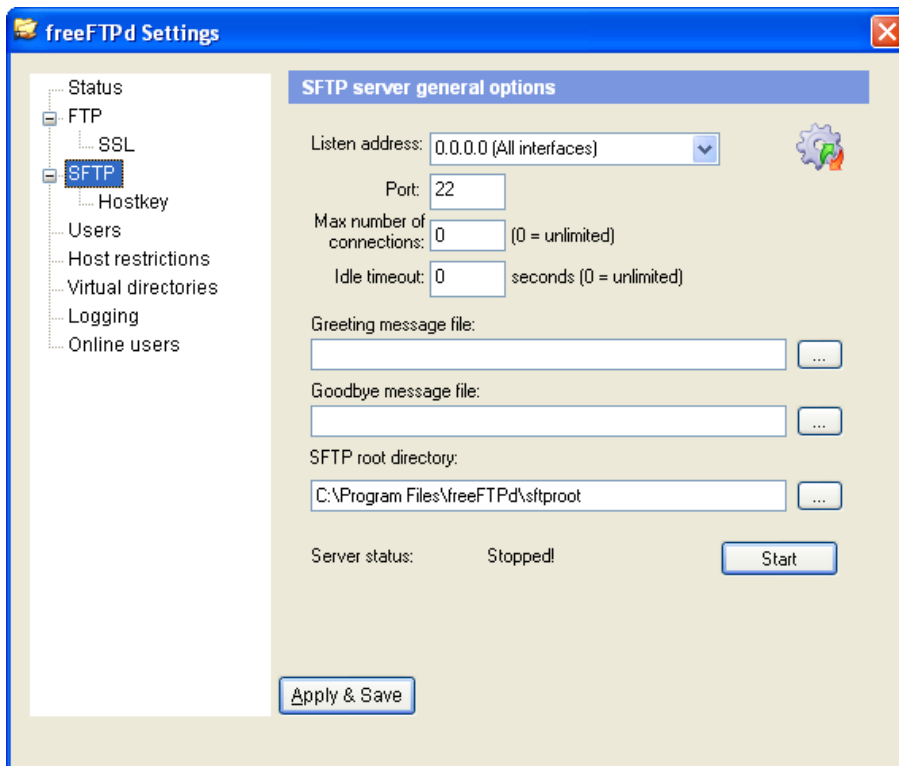 freeFTPd Settings
Status
FTP
SSL
SFTP
Hostkey
Users
Host restrictions
Virtual directories
Logging
Online users
SFTP server general options
Listen address: 0.0.0.0 (All interfaces)
Port: 22
Max number of
connections: 0 (0 = unlimited)
Idle timeout: 0 seconds (0 = unlimited)
Greeting message file:
...
Goodbye message file:
...
SFTP root directory:
C:\Program Files\freeFTPd\sftproot ...
Server status: Stopped! Start
Apply & Save